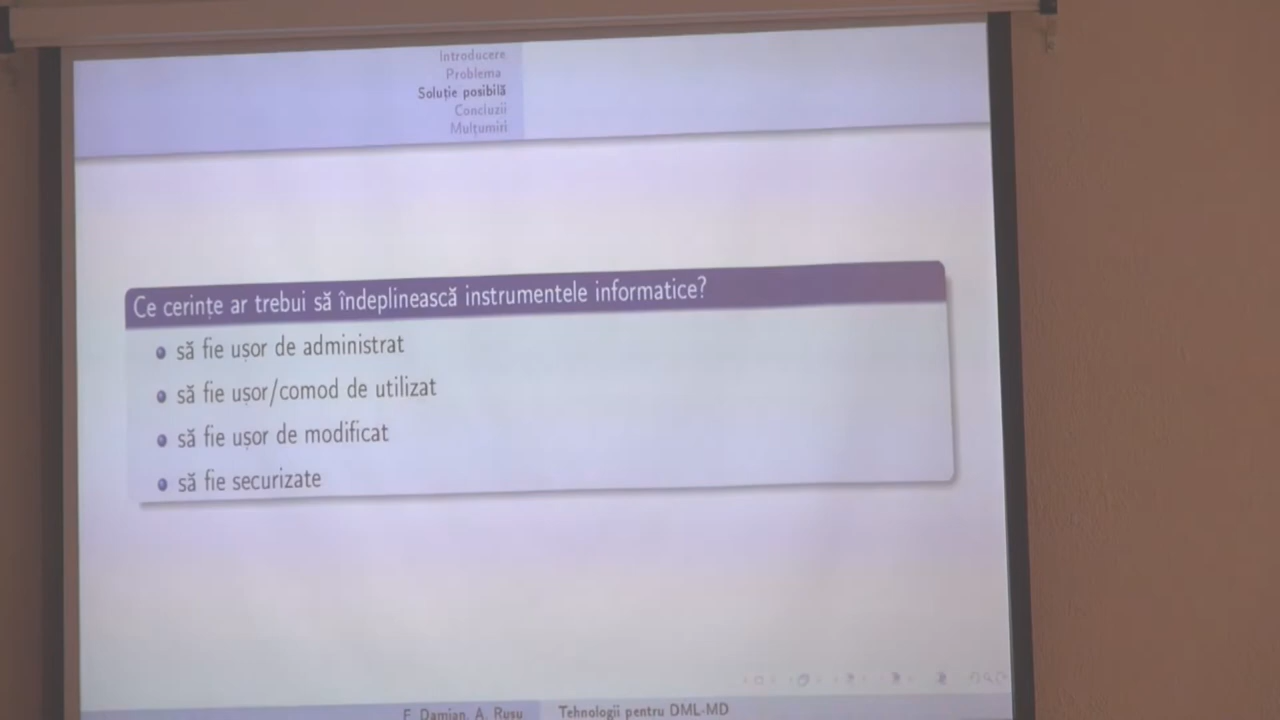 Introducere
Problema
Soluție posibilă
Concluzii
Mulțumiri
Ce cerințe ar trebui să îndeplinească instrumentele informatice?
să fie ușor de administrat
să fie ușor/comod de utilizat
să fie ușor de modificat
să fie securizate
F. Damian, A. Rusu Tehnologii pentru DML-MD